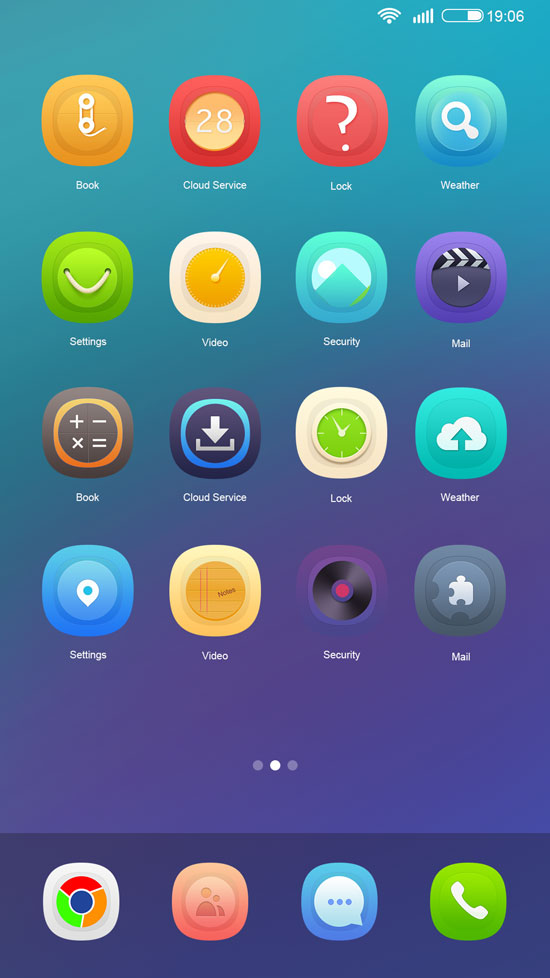 19:06
28
Book Cloud Service Lock Weather
Settings Video Security Mail
Book Cloud Service Lock Weather
Notes
Settings Video Security Mail